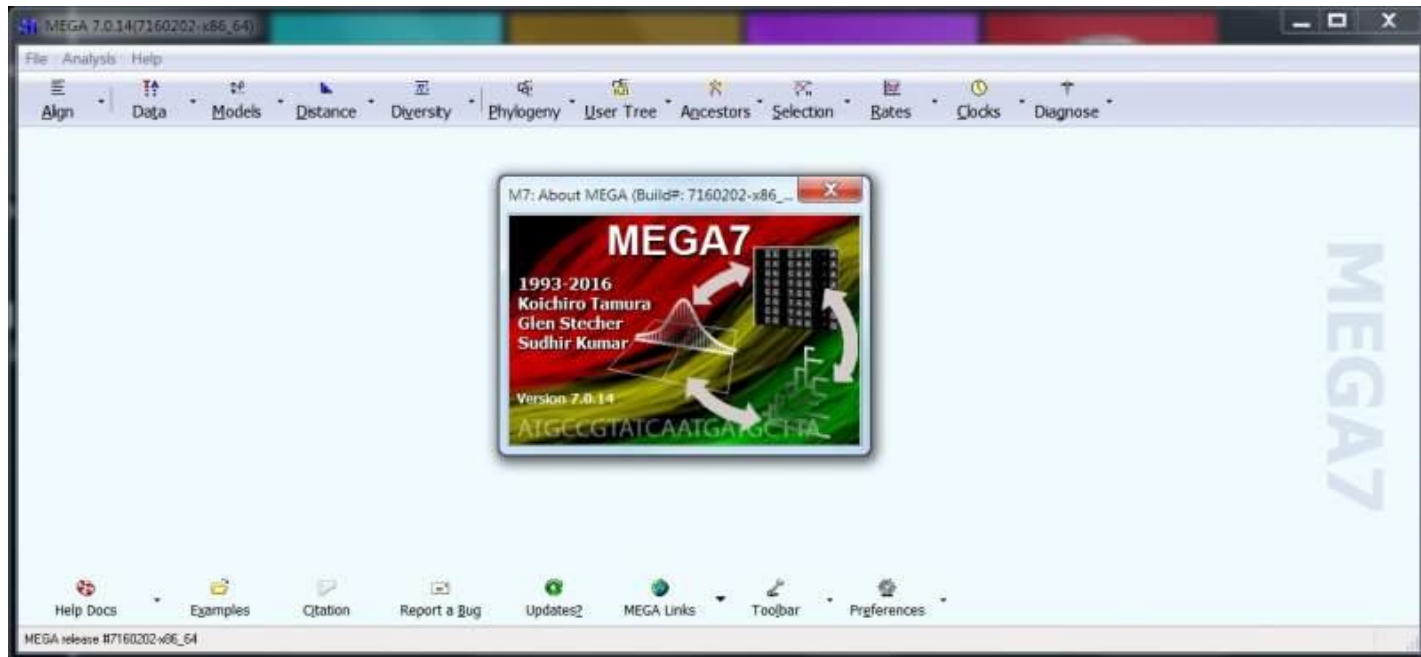 MEGA 7.0.14(7160202-x86_64)
File Analysis Help
Align Data Models Distance Diversity Phylogeny User Tree Ancestors Selection Rates Clocks Diagnose
M7: About MEGA (Build#: 7160202-x86_...
MEGA7
1993-2016
Koichiro Tamura
Glen Stecher
Sudhir Kumar
Version 7.0.14
ATGCCGTATCAATGATGCTTA
MEGA7
Help Docs Examples Citation Report a Bug Updates? MEGA Links Toolbar Preferences
MEGA release #7160202-x86_64